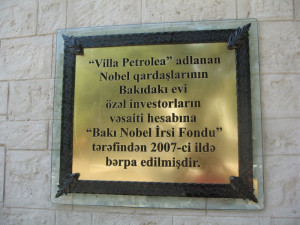 “Villa Petrolea” adlanan
Nobel qardaşlarının
Bakıdakı evi
özəl investorların
vəsaiti hesabına
“Bakı Nobel İrsi Fondu”
tərəfindən 2007-ci ildə
bərpa edilmişdir.